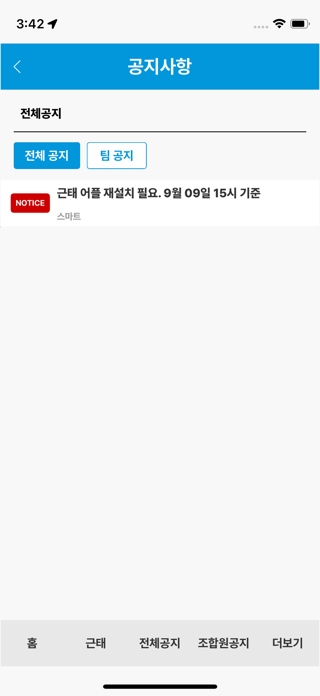 3:42
공지사항
전체공지
전체 공지 팀 공지
NOTICE
근태 어플 재설치 필요. 9월 09일 15시 기준
스마트
홈 근태 전체공지 조합원공지 더보기